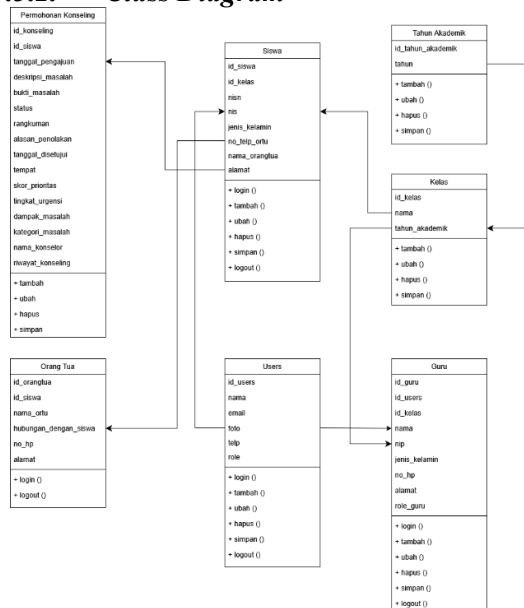 Class Diagram
Permohonan Konseling
id_konseling
id_siswa
tanggal_pengajuan
deskripsi_masalah
bukti_masalah
status
rangkuman
alasan_penolakan
tanggal_disetujui
tempat
skor_prioritas
tingkat_urgensi
dampak_masalah
kategori_masalah
nama_konselor
riwayat_konseling
+ tambah
+ ubah
+ hapus
+ simpan
Siswa
id_siswa
id_kelas
nisn
nis
jenis_kelamin
no_telp_ortu
nama_orangtua
alamat
+ login ()
+ tambah ()
+ ubah ()
+ hapus ()
+ simpan ()
+ logout ()
Tahun Akademik
id_tahun_akademik
tahun
+ tambah ()
+ ubah ()
+ hapus ()
+ simpan ()
Kelas
id_kelas
nama
tahun_akademik
+ tambah ()
+ ubah ()
+ hapus ()
+ simpan ()
Orang Tua
id_orangtua
id_siswa
nama_ortu
hubungan_dengan_siswa
no_hp
alamat
+ login ()
+ logout ()
Users
id_users
nama
email
foto
telp
role
+ login ()
+ tambah ()
+ ubah ()
+ hapus ()
+ simpan ()
+ logout ()
Guru
id_guru
id_users
id_kelas
nama
nip
jenis_kelamin
no_hp
alamat
role_guru
+ login ()
+ tambah ()
+ ubah ()
+ hapus ()
+ simpan ()
+ logout ()